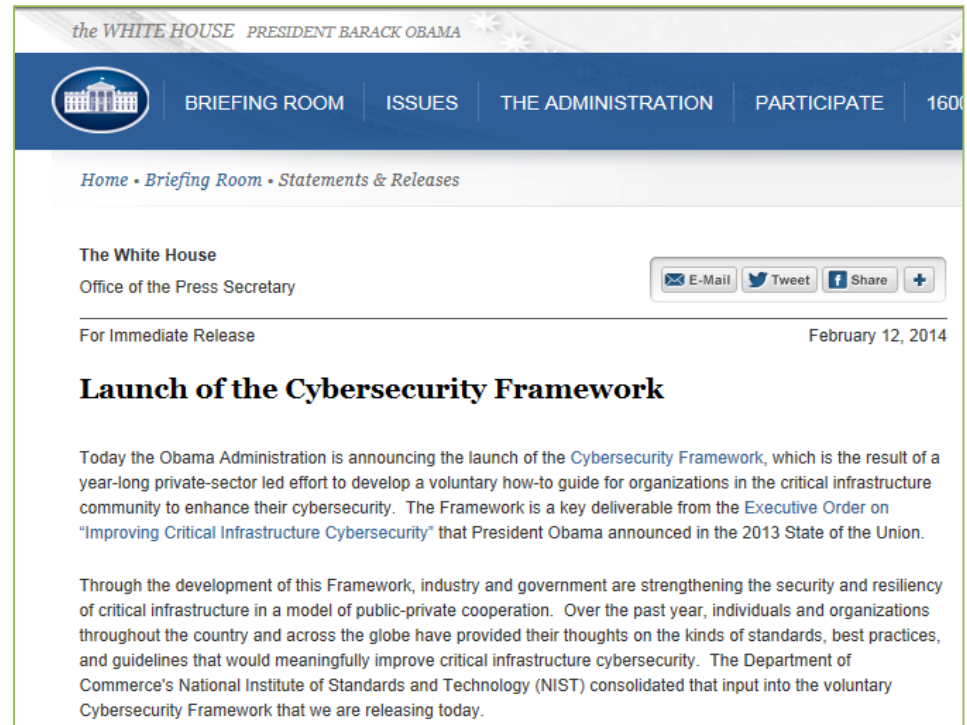 the WHITE HOUSE PRESIDENT BARACK OBAMA
BRIEFING ROOM ISSUES THE ADMINISTRATION PARTICIPATE 1600
Home • Briefing Room • Statements & Releases
The White House
Office of the Press Secretary
E-Mail Tweet Share
For Immediate Release February 12, 2014
Launch of the Cybersecurity Framework
Today the Obama Administration is announcing the launch of the Cybersecurity Framework, which is the result of a
year-long private-sector led effort to develop a voluntary how-to guide for organizations in the critical infrastructure
community to enhance their cybersecurity. The Framework is a key deliverable from the Executive Order on
“Improving Critical Infrastructure Cybersecurity” that President Obama announced in the 2013 State of the Union.
Through the development of this Framework, industry and government are strengthening the security and resiliency
of critical infrastructure in a model of public-private cooperation. Over the past year, individuals and organizations
throughout the country and across the globe have provided their thoughts on the kinds of standards, best practices,
and guidelines that would meaningfully improve critical infrastructure cybersecurity. The Department of
Commerce's National Institute of Standards and Technology (NIST) consolidated that input into the voluntary
Cybersecurity Framework that we are releasing today.